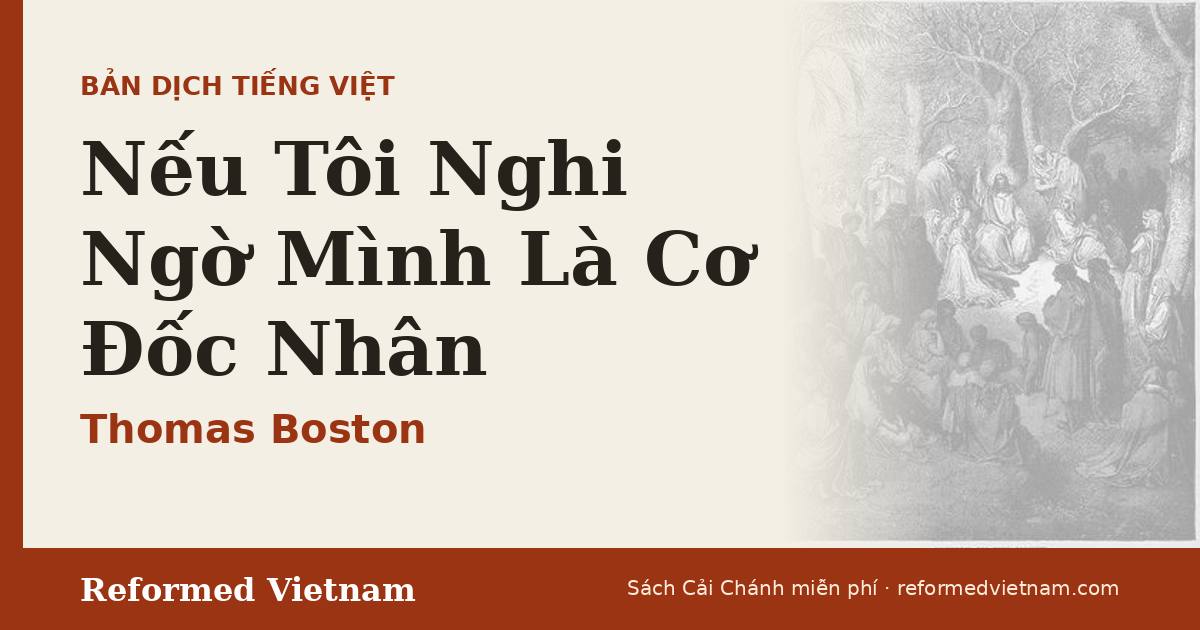 BẢN DỊCH TIẾNG VIỆT
Nếu Tôi Nghi
Ngờ Mình Là Cơ
Đốc Nhân
Thomas Boston
Reformed Vietnam
Sách Cải Chánh miễn phí · reformedvietnam.com